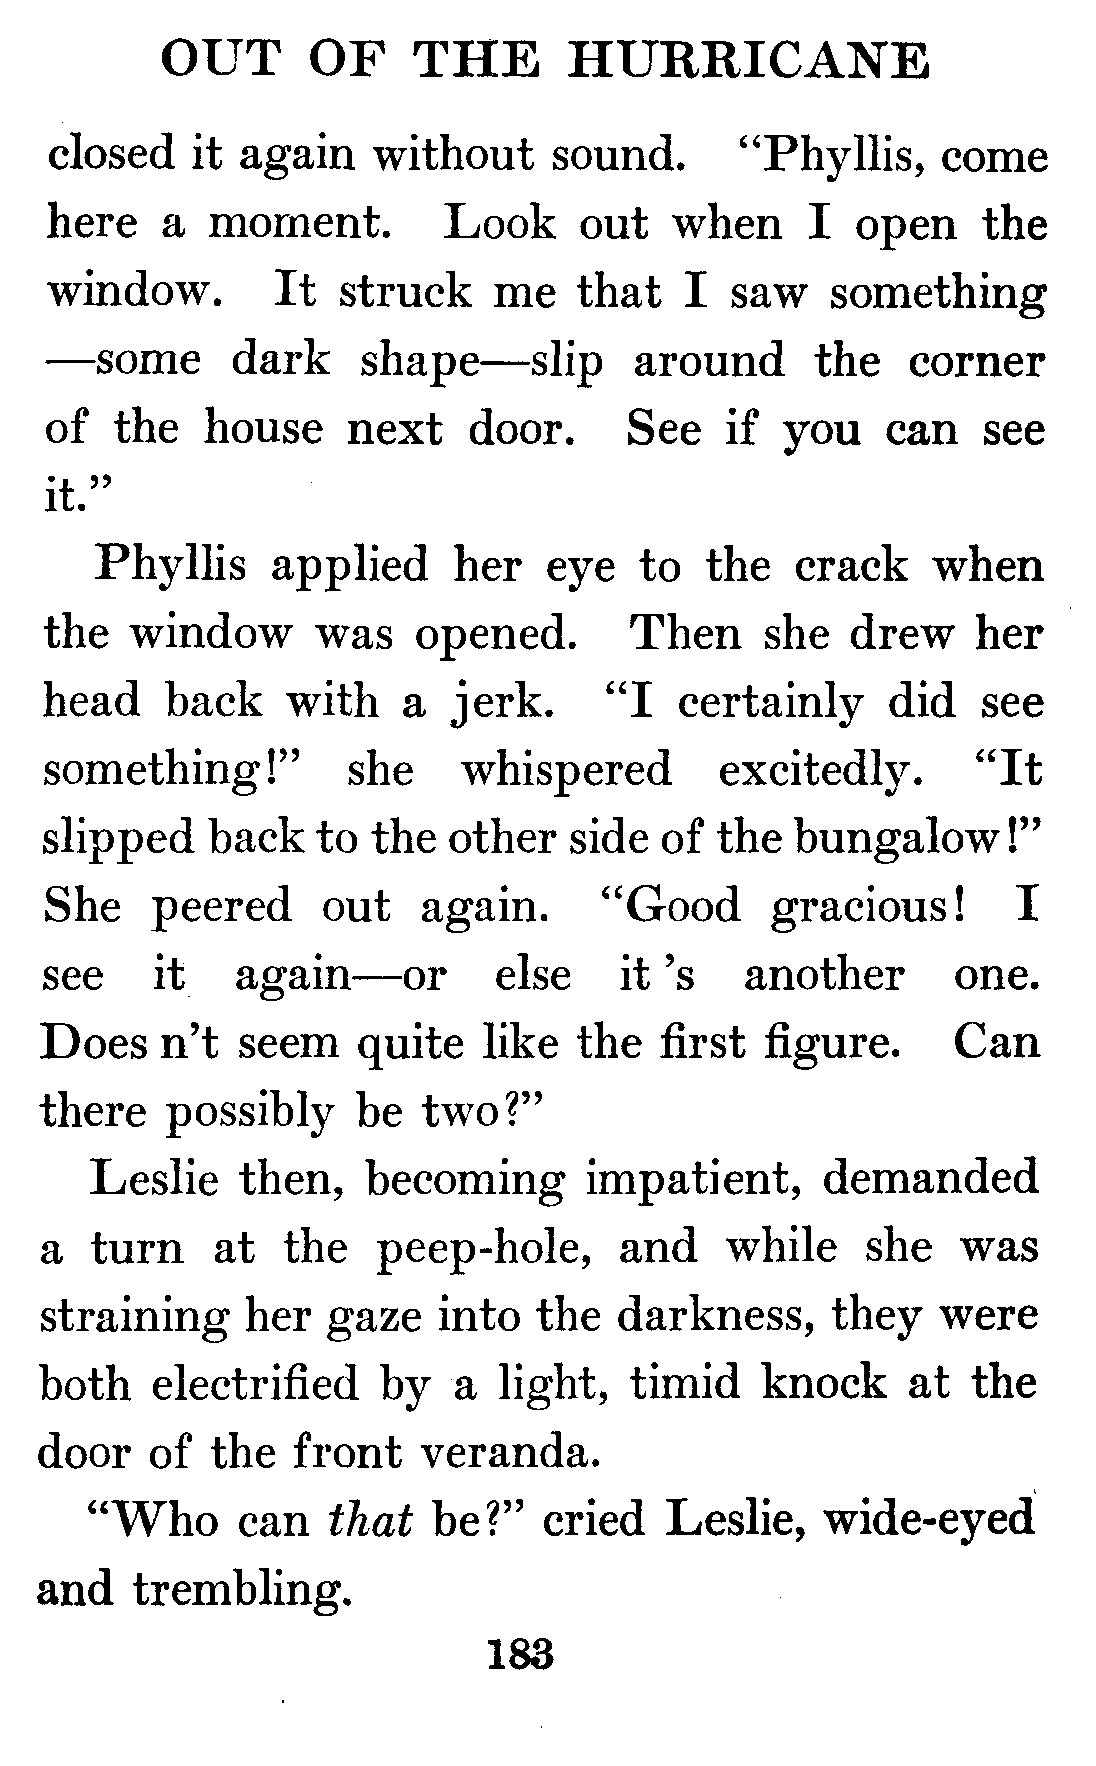 OUT OF THE HURRICANE
closed it again without sound. “Phyllis, come
here a moment. Look out when I open the
window. It struck me that I saw something
—some dark shape—slip around the corner
of the house next door. See if you can see
it.”
Phyllis applied her eye to the crack when
the window was opened. Then she drew her
head back with a jerk. “I certainly did see
something!” she whispered excitedly. “It
slipped back to the other side of the bungalow!”
She peered out again. “Good gracious! I
see it again—or else it ’s another one.
Does n’t seem quite like the first figure. Can
there possibly be two?”
Leslie then, becoming impatient, demanded
a turn at the peep-hole, and while she was
straining her gaze into the darkness, they were
both electrified by a light, timid knock at the
door of the front veranda.
“Who can that be?” cried Leslie, wide-eyed
and trembling.
183